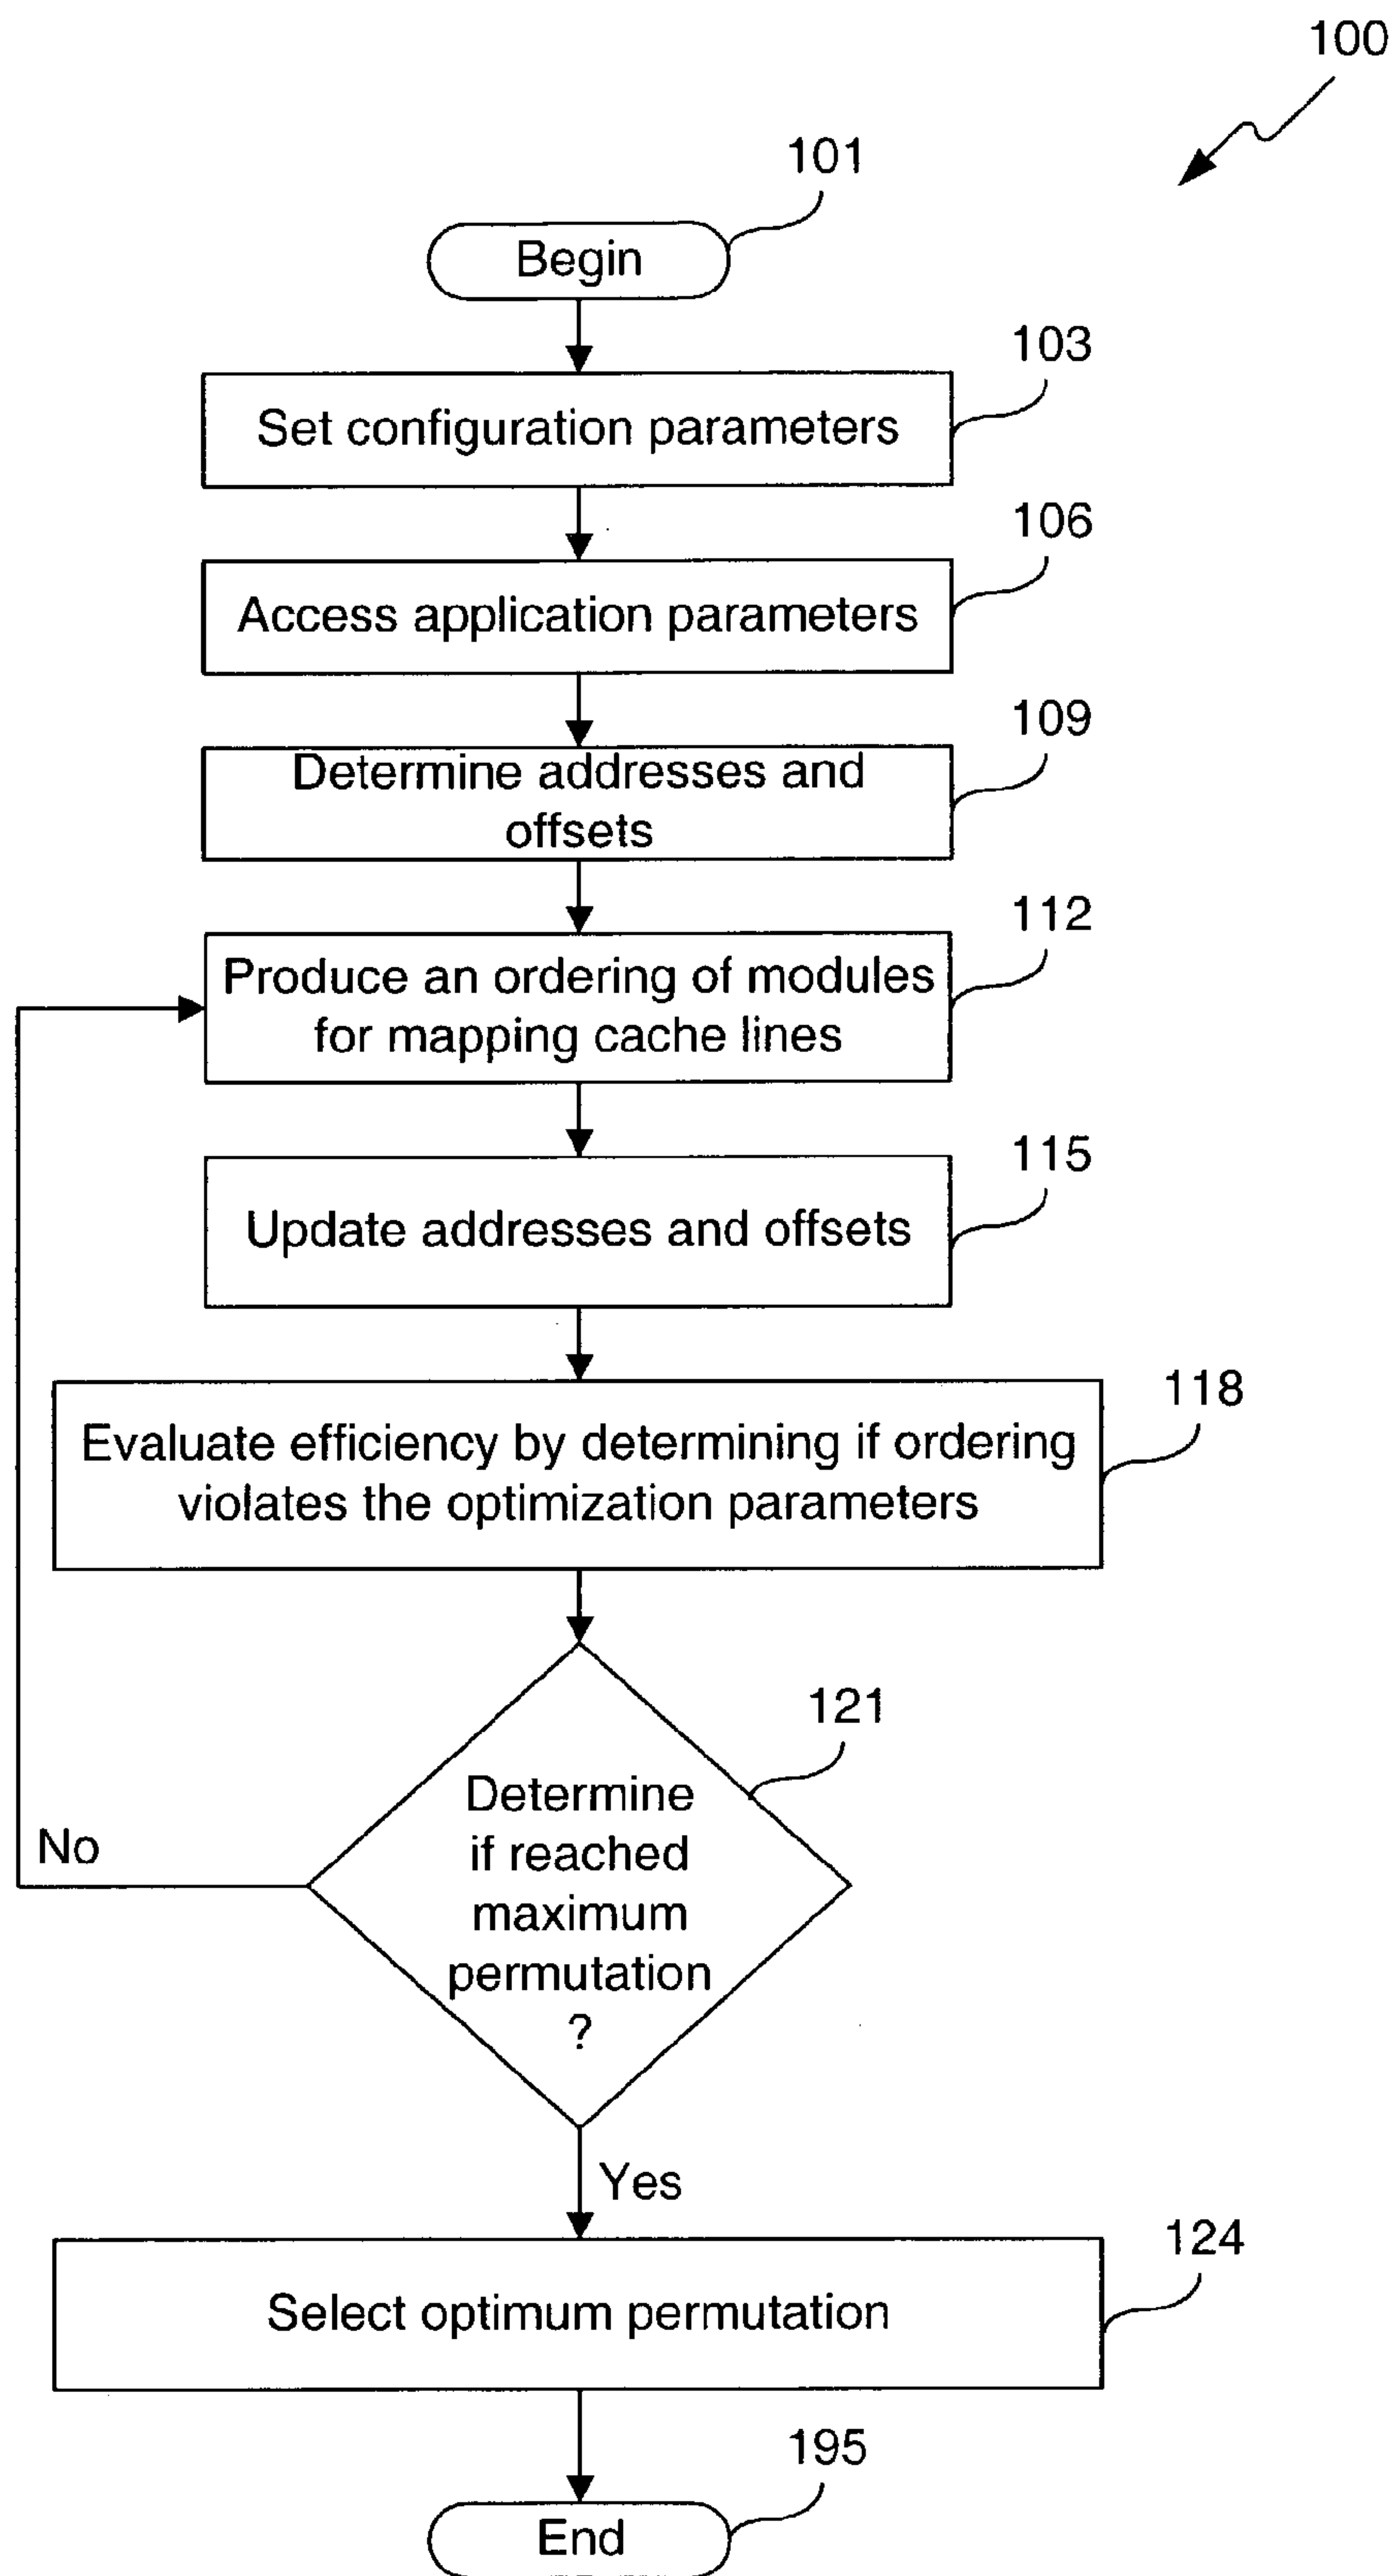 100
101
Begin
103
Set configuration parameters
106
Access application parameters
109
Determine addresses and
offsets
112
Produce an ordering of modules
for mapping cache lines
115
Update addresses and offsets
118
Evaluate efficiency by determining if ordering
violates the optimization parameters
121
Determine
if reached
maximum
permutation
?
No
Yes
124
Select optimum permutation
195
End